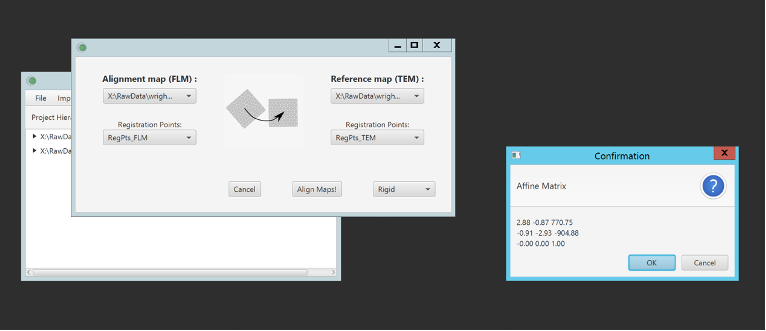 File Imp
Project Hiera
X:\RawDa
X:\RawDa
Alignment map (FLM) :
X:\RawData\wrigh...
Registration Points:
RegPts_FLM
Reference map (TEM) :
X:\RawData\wrigh...
Registration Points:
RegPts_TEM
Cancel Align Maps! Rigid
Confirmation
Affine Matrix
2.88 -0.87 770.75
-0.91 -2.93 -904.88
-0.00 0.00 1.00
OK Cancel